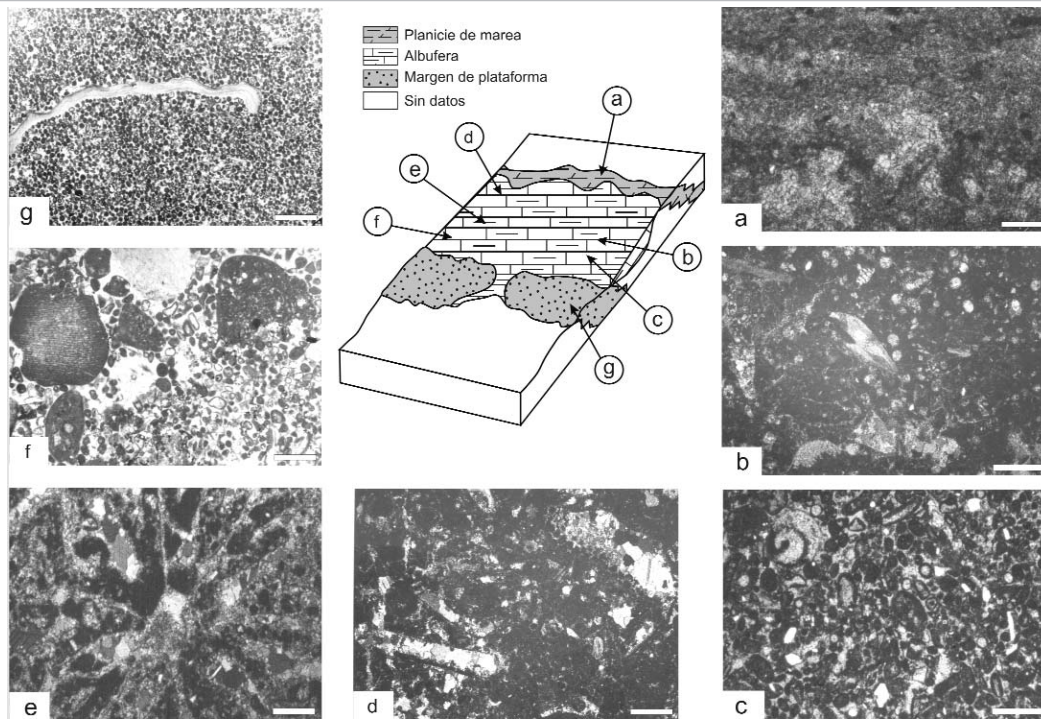 Planicie de marea
Albufera
Margen de plataforma
Sin datos
a
d
e
f
b
c
g
g
a
f
b
e
d
c